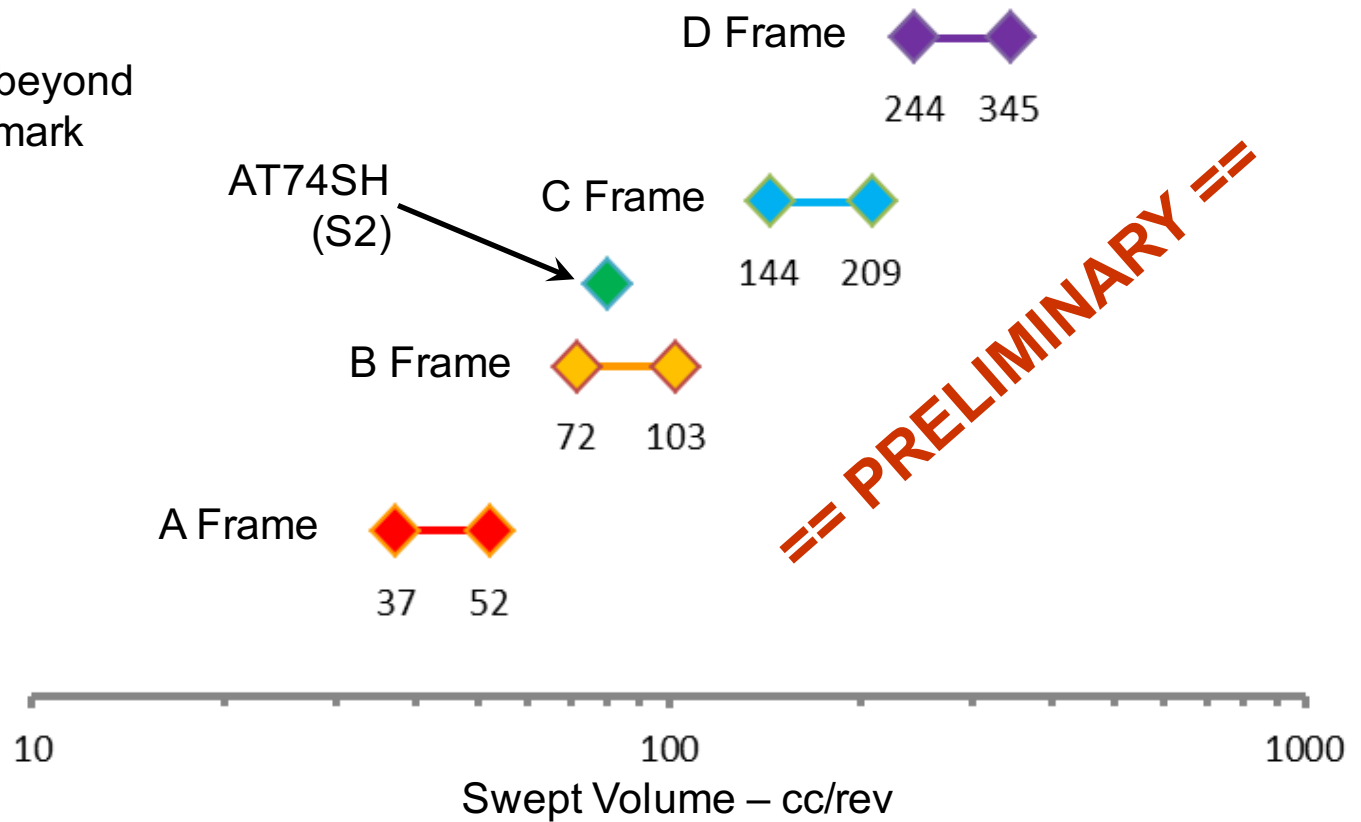 D Frame
beyond
mark
244 345
AT74SH
(S2)
C Frame
144 209
B Frame
72 103
A Frame
37 52
== PRELIMINARY ==
10 100 1000
Swept Volume – cc/rev